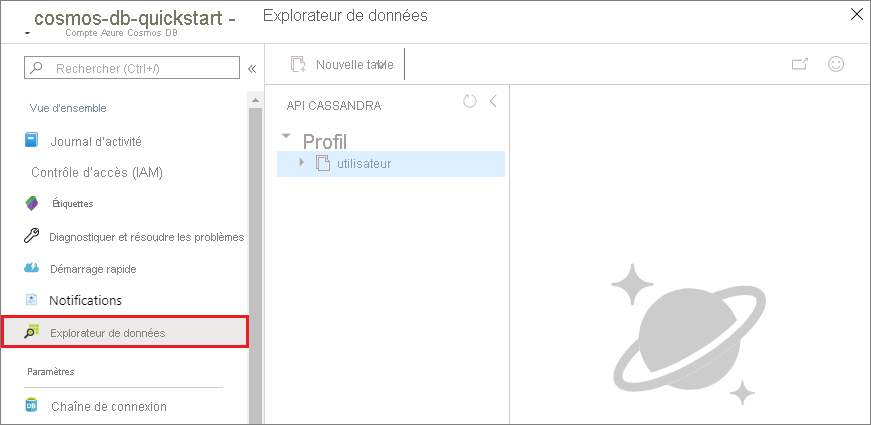 cosmos-db-quickstart -
Explorateur de données
Compte Azure Cosmos DB
Rechercher (Ctrl+/)
«
Vue d'ensemble
Journal d'activité
Contrôle d'accès (IAM)
Étiquettes
Diagnostiquer et résoudre les problèmes
Démarrage rapide
Notifications
Explorateur de données
Paramètres
DB
Chaîne de connexion
Nouvelle table
API CASSANDRA
Profil
utilisateur